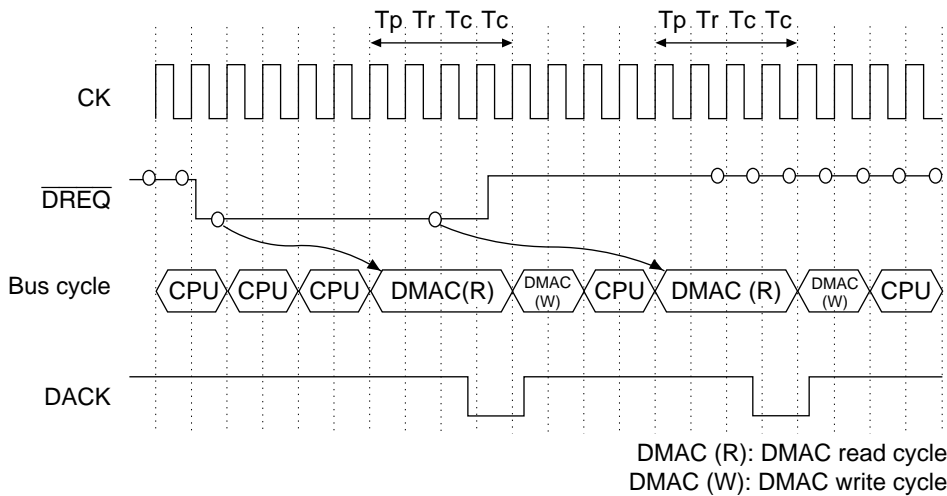 Tp Tr Tc Tc Tp Tr Tc Tc
CK
DREQ
Bus cycle CPU CPU CPU DMAC(R) DMAC (W) CPU DMAC (R) DMAC (W) CPU
DACK
DMAC (R): DMAC read cycle
DMAC (W): DMAC write cycle